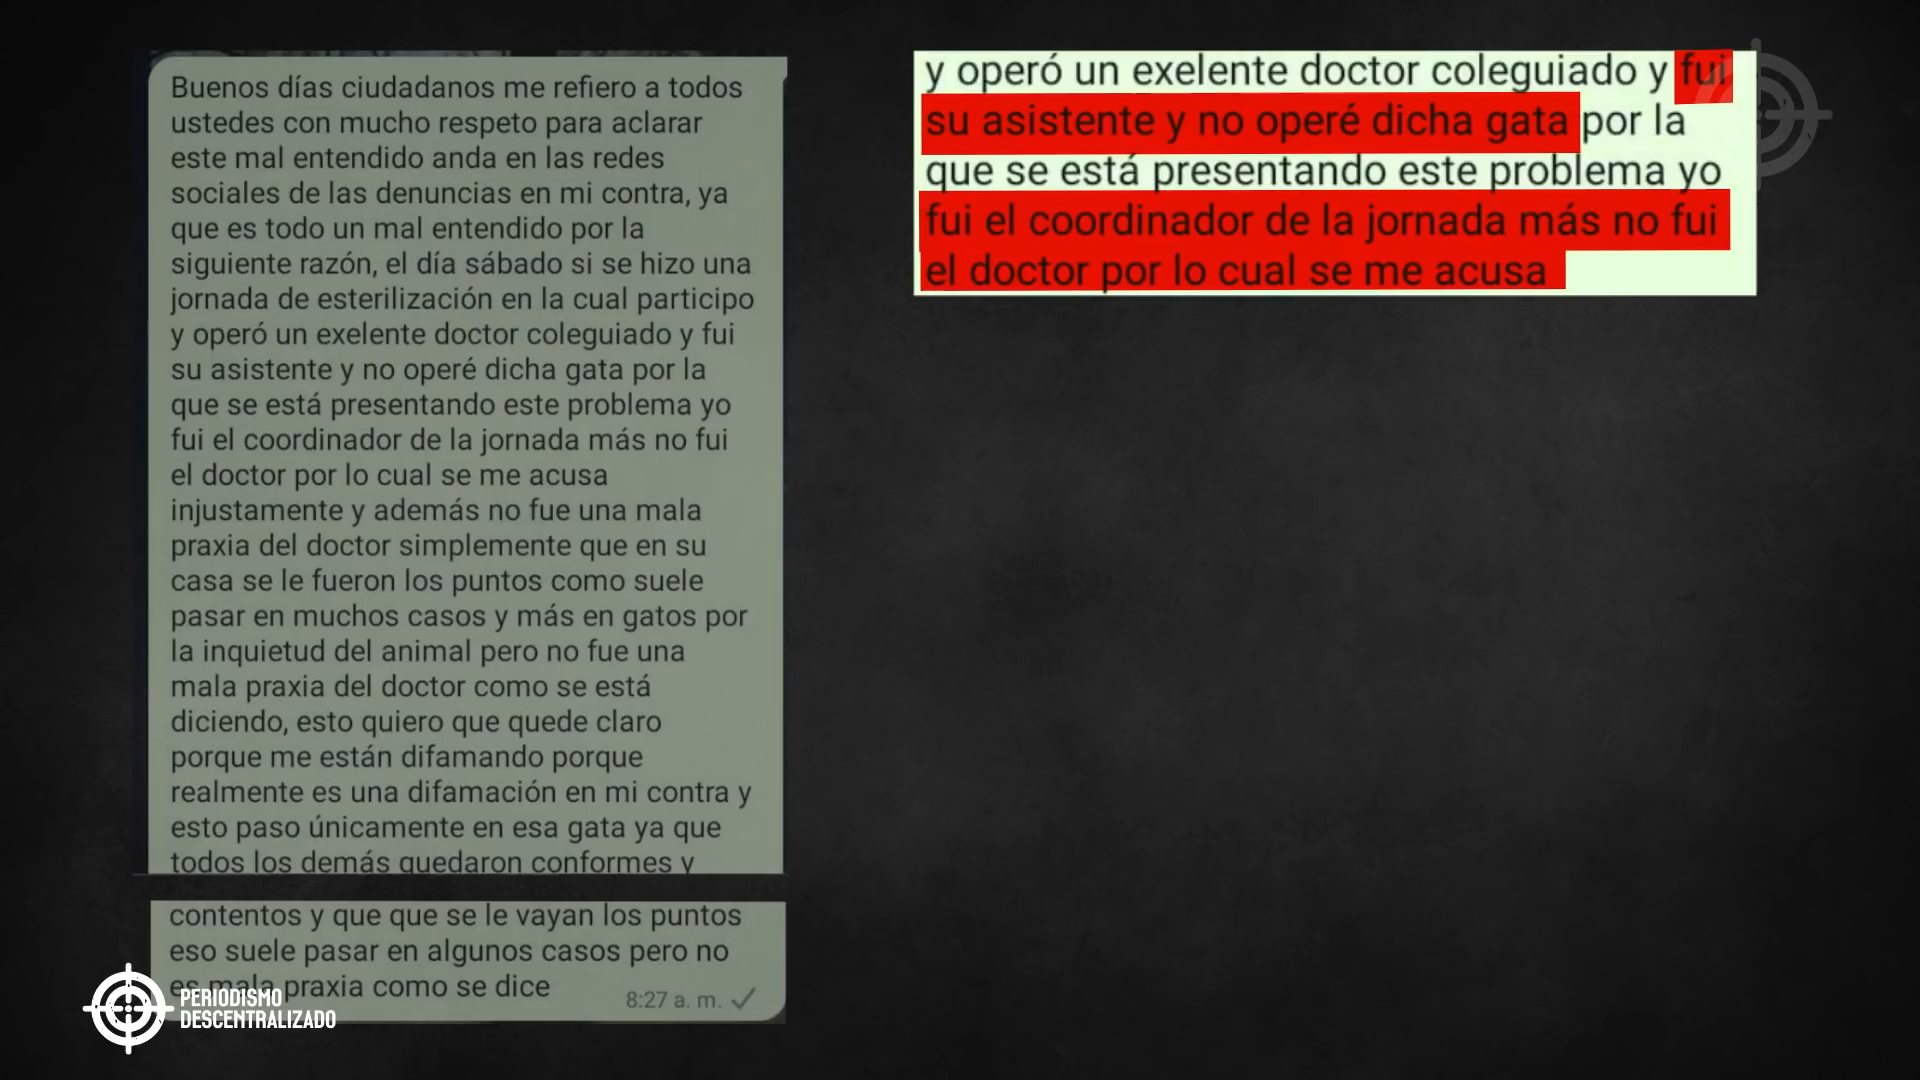 Buenos días ciudadanos me refiero a todos
ustedes con mucho respeto para aclarar
este mal entendido anda en las redes
sociales de las denuncias en mi contra, ya
que es todo un mal entendido por la
siguiente razón, el día sábado si se hizo una
jornada de esterilización en la cual participo
y operó un exelente doctor coleguiado y fui
su asistente y no operé dicha gata por la
que se está presentando este problema yo
fui el coordinador de la jornada más no fui
el doctor por lo cual se me acusa
injustamente y además no fue una mala
praxia del doctor simplemente que en su
casa se le fueron los puntos como suele
pasar en muchos casos y más en gatos por
la inquietud del animal pero no fue una
mala praxia del doctor como se está
diciendo, esto quiero que quede claro
porque me están difamando porque
realmente es una difamación en mi contra y
esto paso únicamente en esa gata ya que
todos los demás quedaron conformes y
contentos y que que se le vayan los puntos
eso suele pasar en algunos casos pero no
es mala praxia como se dice
8:27 a. m.
PERIODISMO
DESCENTRALIZADO
y operó un exelente doctor coleguiado y fui
su asistente y no operé dicha gata por la
que se está presentando este problema yo
fui el coordinador de la jornada más no fui
el doctor por lo cual se me acusa